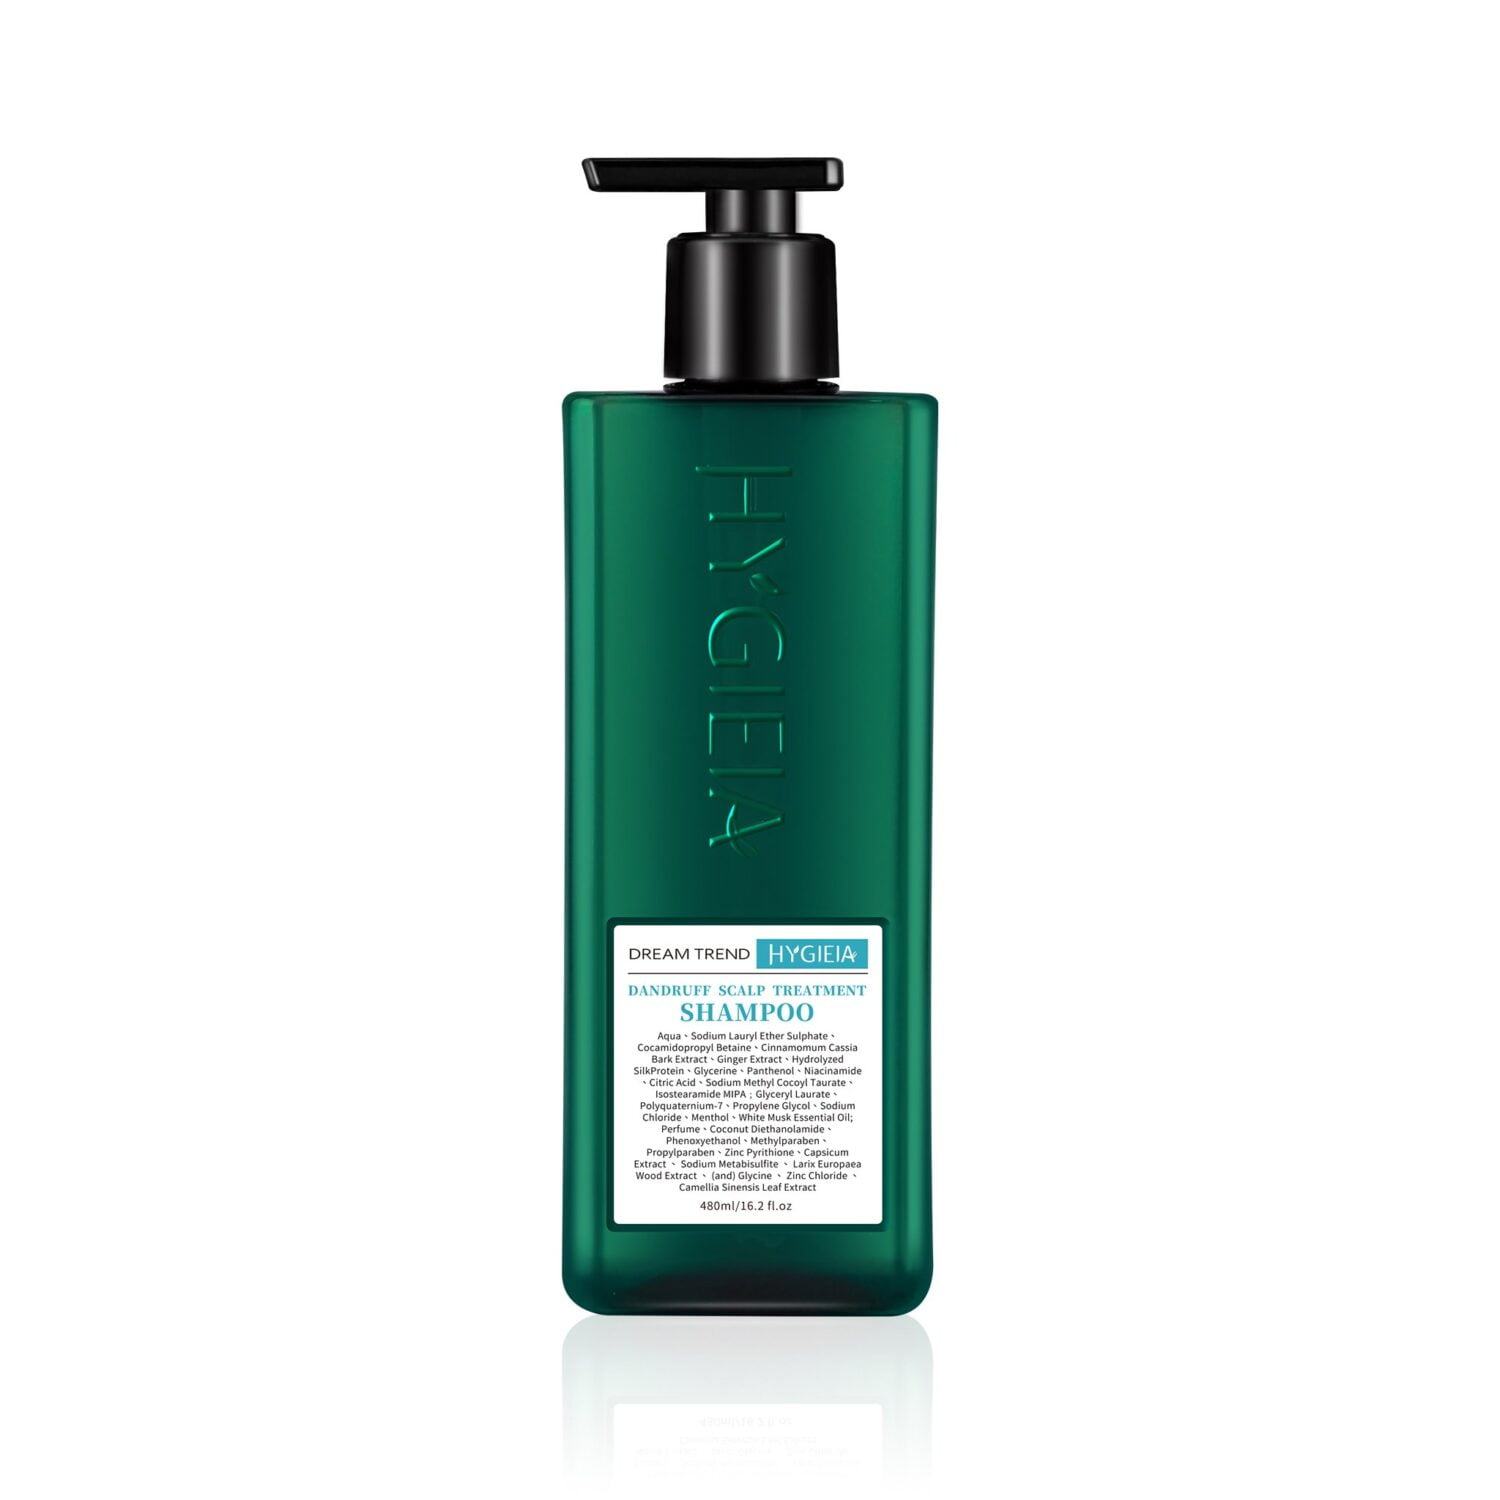 HYGIEIA
DREAM TREND HYGIEIA
DANDRUFF SCALP TREATMENT
SHAMPOO
Aqua、Sodium Lauryl Ether Sulphate、
Cocamidopropyl Betaine、Cinnamomum Cassia
Bark Extract、Ginger Extract、Hydrolyzed
SilkProtein、Glycerine、Panthenol、Niacinamide
、Citric Acid、Sodium Methyl Cocoyl Taurate、
Isostearamide MIPA；Glyceryl Laurate、
Polyquaternium-7、Propylene Glycol、Sodium
Chloride、Menthol、White Musk Essential Oil;
Perfume、Coconut Diethanolamide、
Phenoxyethanol、Methylparaben、
Propylparaben、Zinc Pyrithione、Capsicum
Extract 、 Sodium Metabisulfite 、 Larix Europaea
Wood Extract 、 (and) Glycine 、 Zinc Chloride 、
Camellia Sinensis Leaf Extract
480ml/16.2 fl.oz